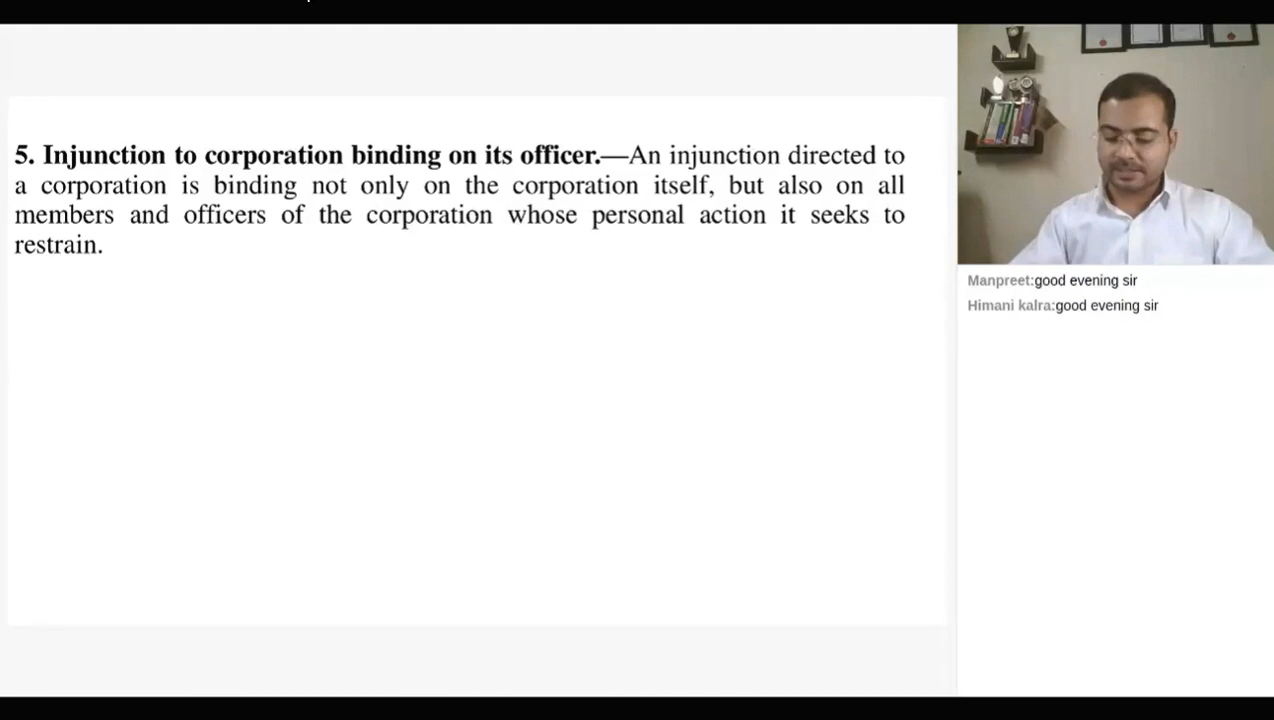 5. Injunction to corporation binding on its officer.—An injunction directed to
a corporation is binding not only on the corporation itself, but also on all
members and officers of the corporation whose personal action it seeks to
restrain.
Manpreet:good evening sir
Himani kalra:good evening sir